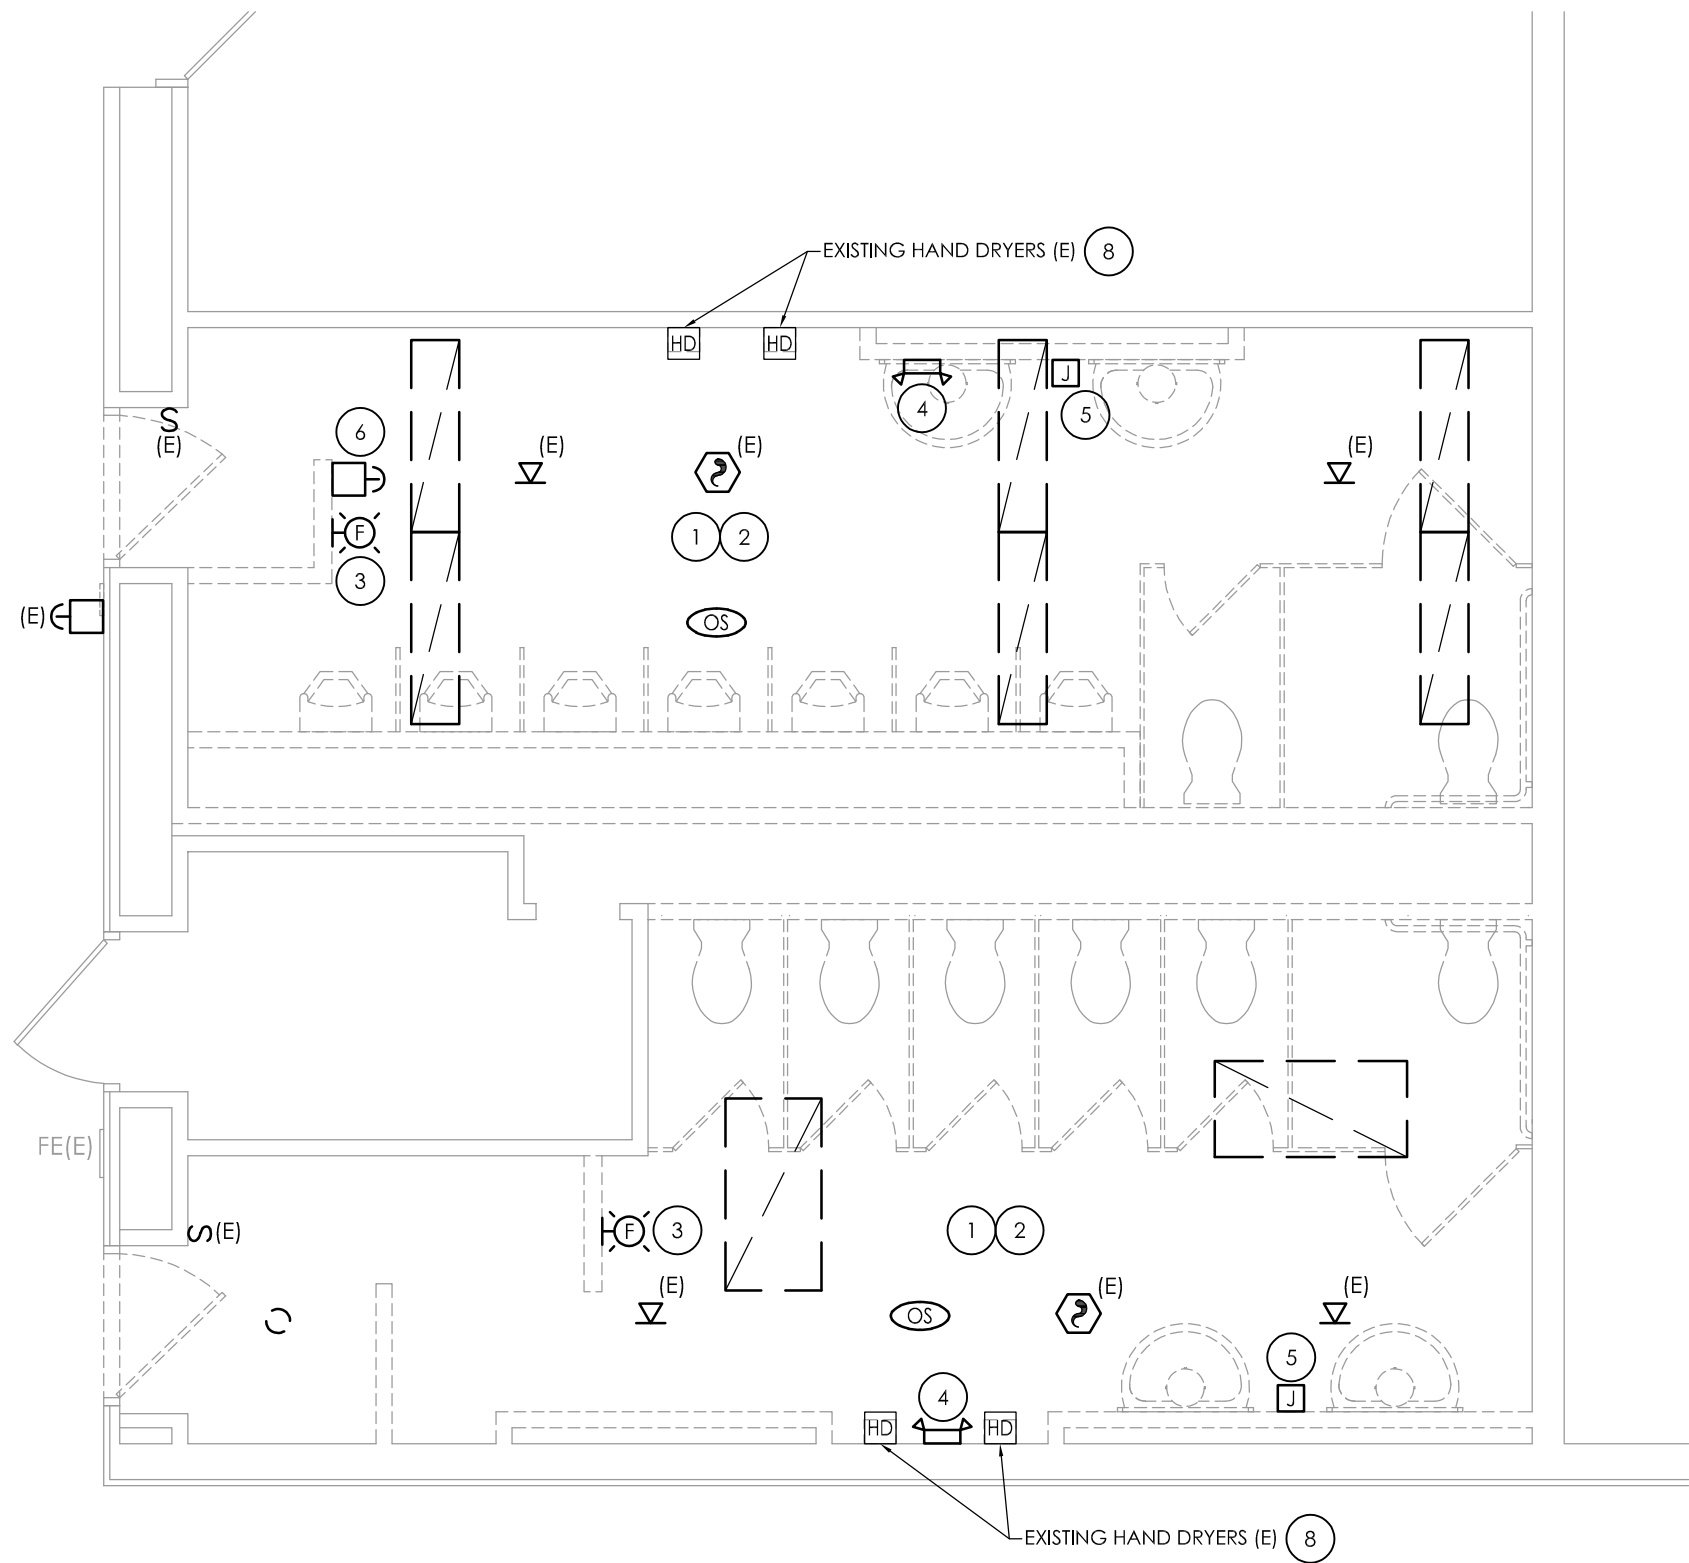 EXISTING HAND DRYERS (E) 8
HD HD
J
4 5
S
(E)
6
(E) (E) (E)
F
1 2
3
(E)
OS
FE(E)
S (E)
F 3
1 2
(E) (E) (E)
OS
5
4
J
HD HD
EXISTING HAND DRYERS (E) 8